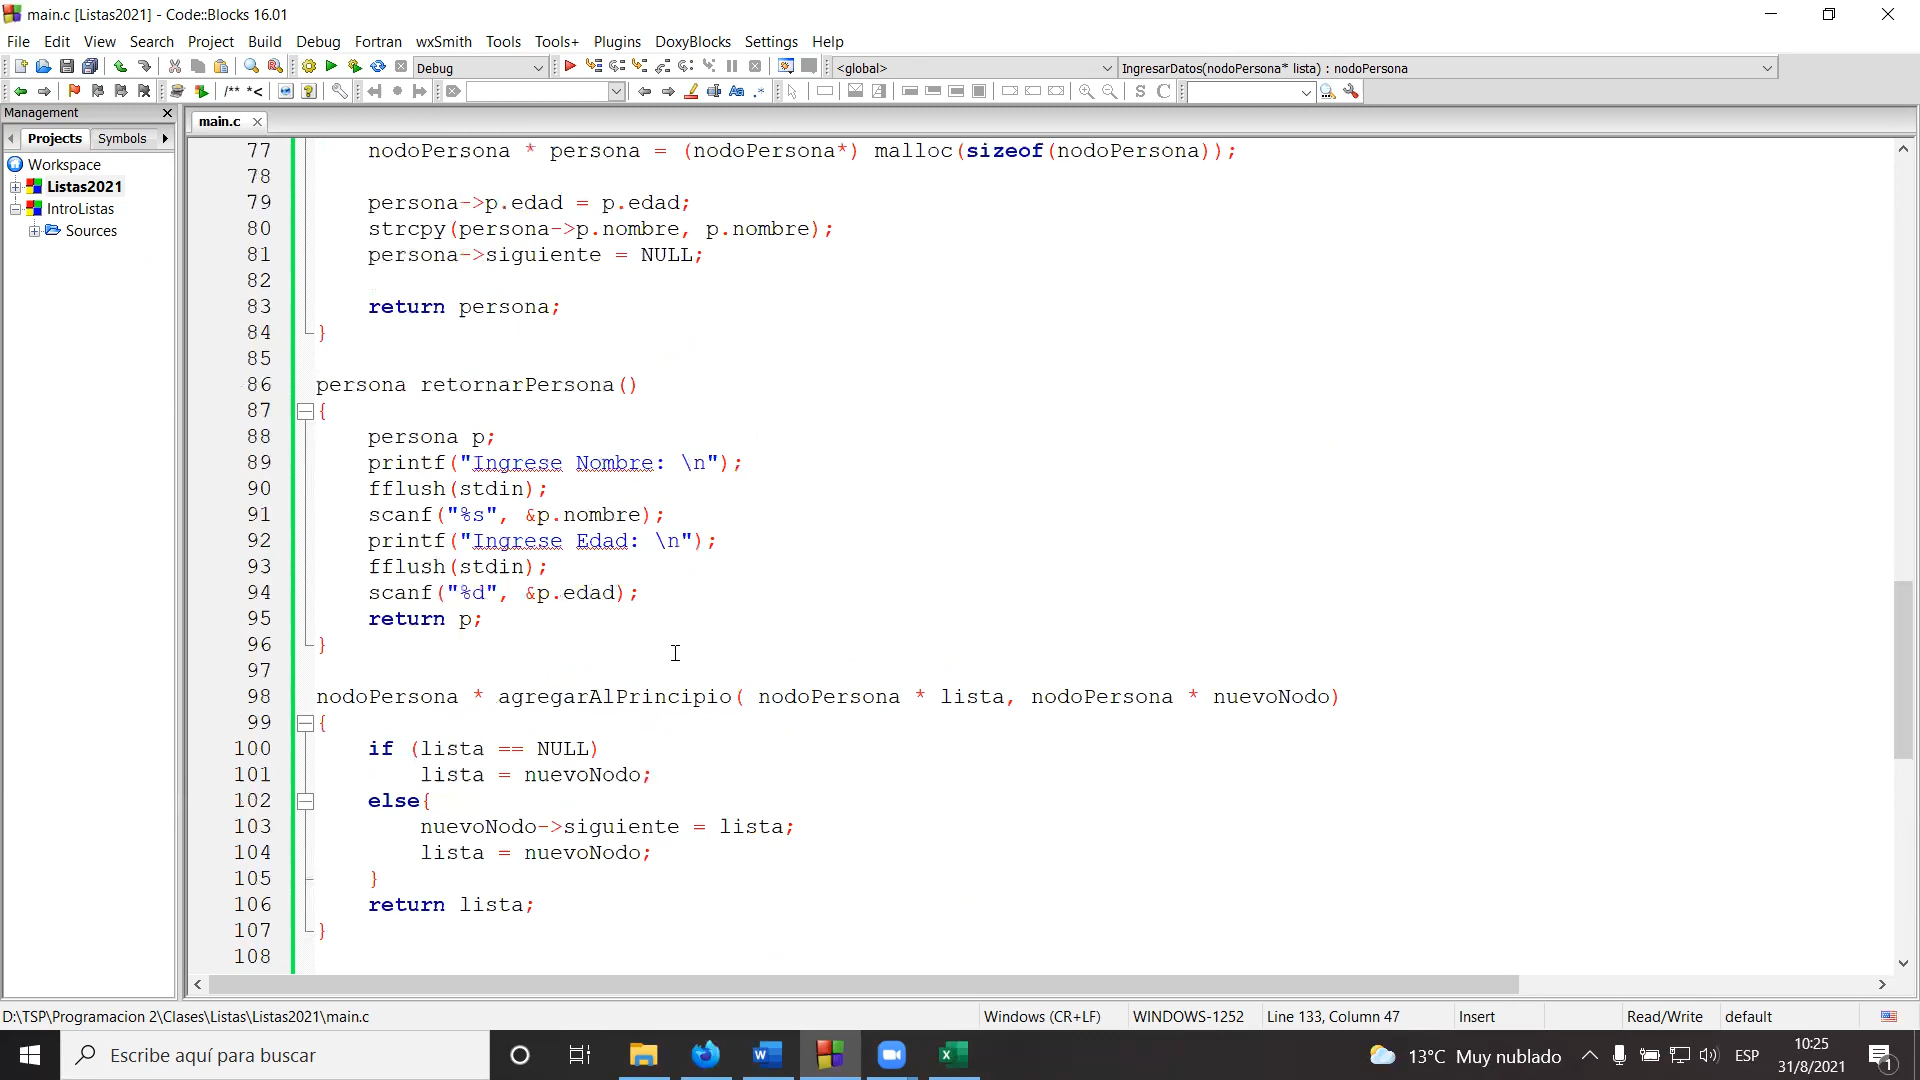 main.c [Listas2021] - Code::Blocks 16.01
File Edit View Search Project Build Debug Fortran wxSmith Tools Tools+ Plugins DoxyBlocks Settings Help
Debug <global> IngresarDatos(nodoPersona* lista) : nodoPersona
/** *< Aa .* S C
Management main.c
Projects Symbols
Workspace
Listas2021
IntroListas
Sources
77 nodoPersona * persona = (nodoPersona*) malloc(sizeof(nodoPersona));
78
79 persona->p.edad = p.edad;
80 strcpy(persona->p.nombre, p.nombre);
81 persona->siguiente = NULL;
82
83 return persona;
84 }
85
86 persona retornarPersona()
87 {
88 persona p;
89 printf("Ingrese Nombre: \n");
90 fflush(stdin);
91 scanf("%s", &p.nombre);
92 printf("Ingrese Edad: \n");
93 fflush(stdin);
94 scanf("%d", &p.edad);
95 return p;
96 }
97
98 nodoPersona * agregarAlPrincipio( nodoPersona * lista, nodoPersona * nuevoNodo)
99 {
100 if (lista == NULL)
101 lista = nuevoNodo;
102 else{
103 nuevoNodo->siguiente = lista;
104 lista = nuevoNodo;
105 }
106 return lista;
107 }
108
D:\TSP\Programacion 2\Clases\Listas\Listas2021\main.c Windows (CR+LF) WINDOWS-1252 Line 133, Column 47 Insert Read/Write default
Escribe aquí para buscar 13°C Muy nublado ESP 10:25
31/8/2021 1